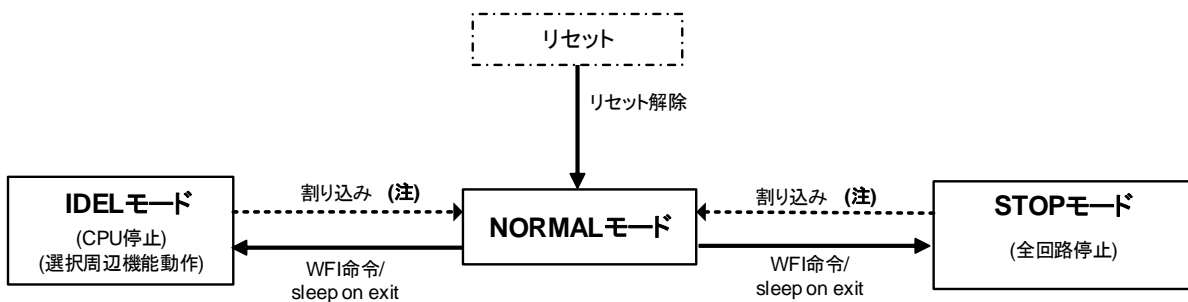 リセット
リセット解除
IDELモード
(CPU停止)
(選択周辺機能動作)
割り込み (注)
WFI命令/
sleep on exit
NORMALモード
割り込み (注)
WFI命令/
sleep on exit
STOPモード
(全回路停止)